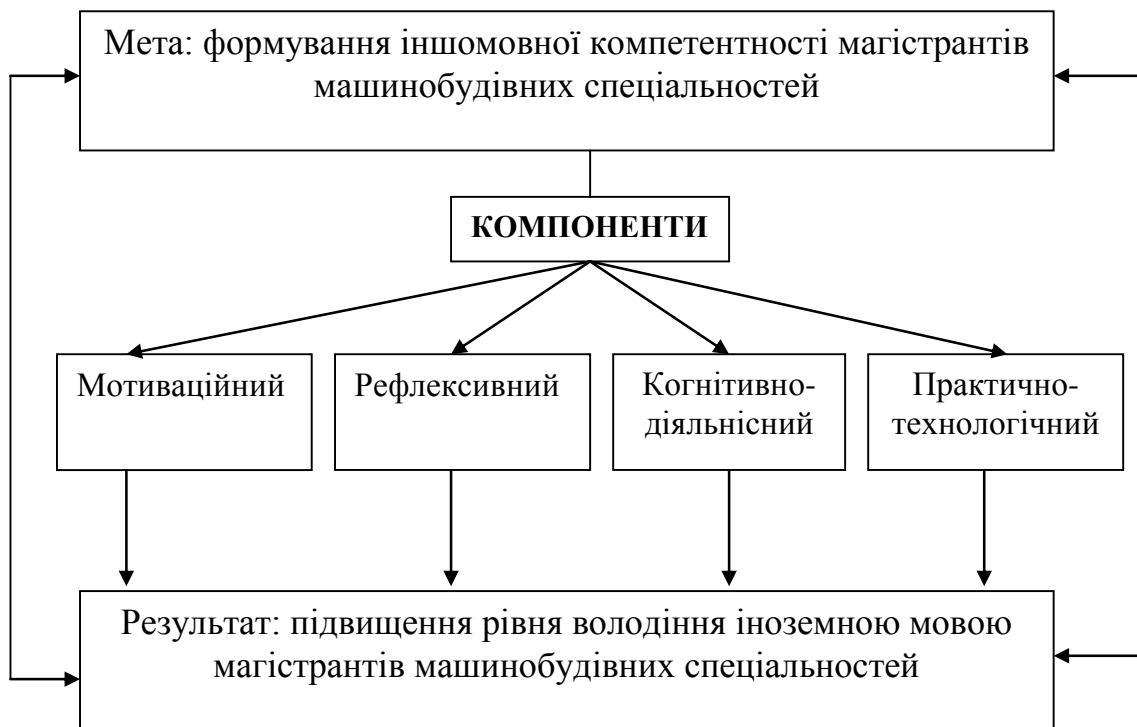 Мета: формування іншомовної компетентності магістрантів
машинобудівних спеціальностей
КОМПОНЕНТИ
Мотиваційний
Рефлексивний
Когнітивно-
діяльнісний
Практично-
технологічний
Результат: підвищення рівня володіння іноземною мовою
магістрантів машинобудівних спеціальностей